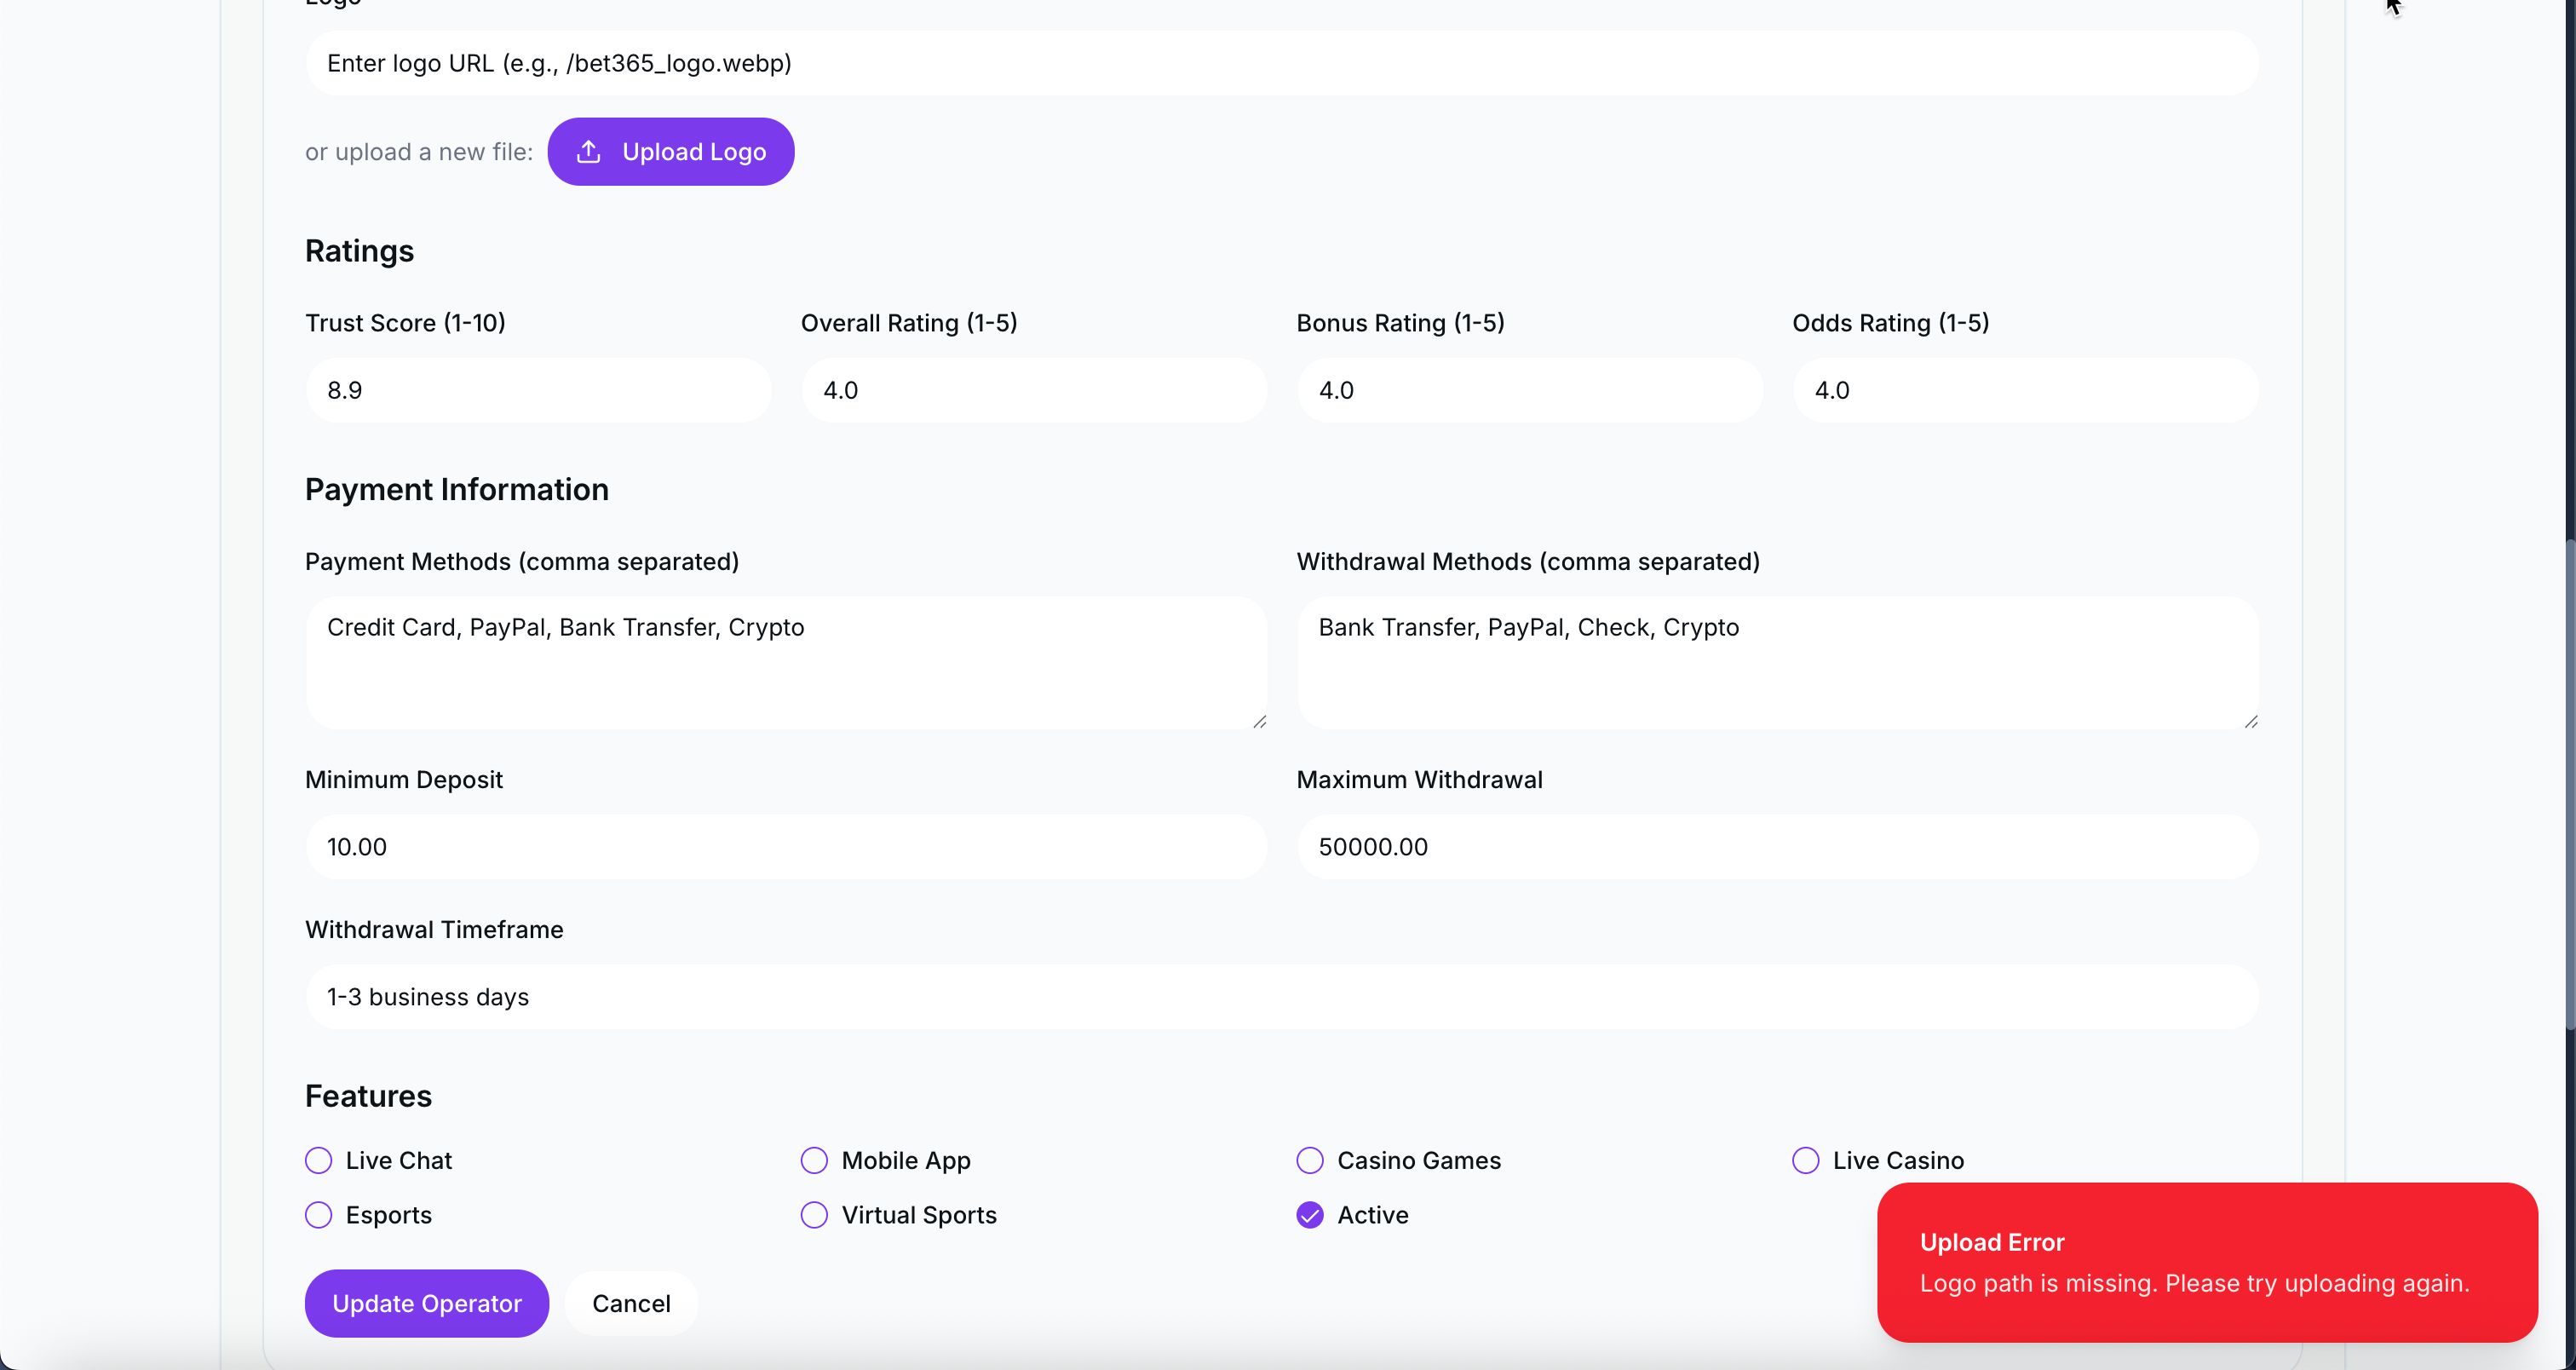 Logo
Enter logo URL (e.g., /bet365_logo.webp)
or upload a new file: Upload Logo
Ratings
Trust Score (1-10) Overall Rating (1-5) Bonus Rating (1-5) Odds Rating (1-5)
8.9 4.0 4.0 4.0
Payment Information
Payment Methods (comma separated) Withdrawal Methods (comma separated)
Credit Card, PayPal, Bank Transfer, Crypto Bank Transfer, PayPal, Check, Crypto
Minimum Deposit Maximum Withdrawal
10.00 50000.00
Withdrawal Timeframe
1-3 business days
Features
Live Chat Mobile App Casino Games Live Casino
Esports Virtual Sports Active
Upload Error
Logo path is missing. Please try uploading again.
Update Operator Cancel